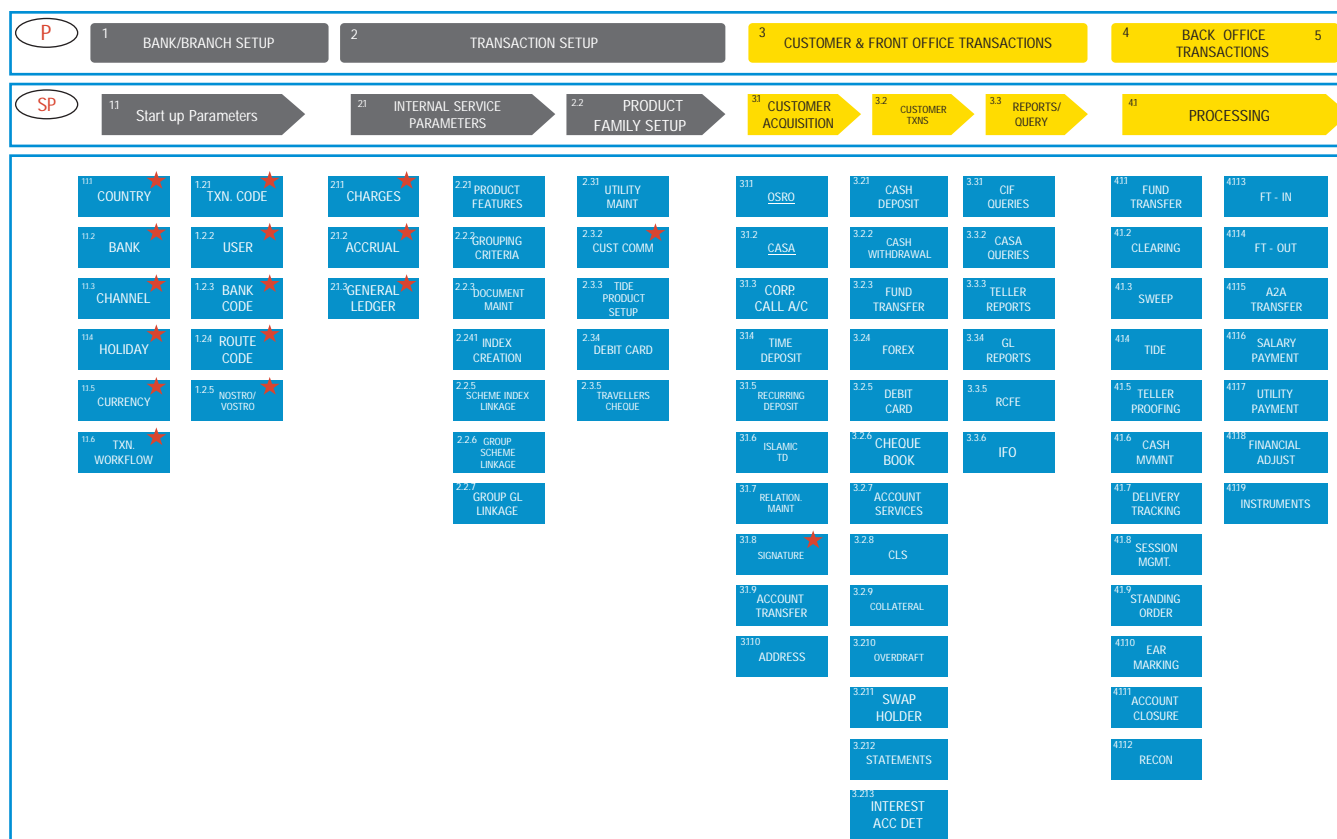 P
1
BANK/BRANCH SETUP
2
TRANSACTION SETUP
3
CUSTOMER & FRONT OFFICE TRANSACTIONS
4
BACK OFFICE
TRANSACTIONS
5
SP
1.1
Start up Parameters
2.1
INTERNAL SERVICE
PARAMETERS
2.2
PRODUCT
FAMILY SETUP
3.1
CUSTOMER
ACQUISITION
3.2
CUSTOMER
TXNS
3.3
REPORTS/
QUERY
4.1
PROCESSING
1.1.1
COUNTRY
1.1.2
BANK
1.1.3
CHANNEL
1.1.4
HOLIDAY
1.1.5
CURRENCY
1.1.6
TXN.
WORKFLOW
1.2.1
TXN. CODE
1.2.2
USER
1.2.3
BANK
CODE
1.2.4
ROUTE
CODE
1.2.5
NOSTRO/
VOSTRO
2.1.1
CHARGES
2.1.2
ACCRUAL
2.1.3
GENERAL
LEDGER
2.2.1
PRODUCT
FEATURES
2.2.2
GROUPING
CRITERIA
2.2.3
DOCUMENT
MAINT
2.2.4.1
INDEX
CREATION
2.2.5
SCHEME INDEX
LINKAGE
2.2.6
GROUP
SCHEME
LINKAGE
2.2.7
GROUP GL
LINKAGE
2.3.1
UTILITY
MAINT
2.3.2
CUST COMM
2.3.3
TIDE
PRODUCT
SETUP
2.3.4
DEBIT CARD
2.3.5
TRAVELLERS
CHEQUE
3.1.1
OSRO
3.1.2
CASA
3.1.3
CORP.
CALL A/C
3.1.4
TIME
DEPOSIT
3.1.5
RECURRING
DEPOSIT
3.1.6
ISLAMIC
TD
3.1.7
RELATION.
MAINT
3.1.8
SIGNATURE
3.1.9
ACCOUNT
TRANSFER
3.1.10
ADDRESS
3.2.1
CASH
DEPOSIT
3.2.2
CASH
WITHDRAWAL
3.2.3
FUND
TRANSFER
3.2.4
FOREX
3.2.5
DEBIT
CARD
3.2.6
CHEQUE
BOOK
3.2.7
ACCOUNT
SERVICES
3.2.8
CLS
3.2.9
COLLATERAL
3.2.10
OVERDRAFT
3.2.11
SWAP
HOLDER
3.2.12
STATEMENTS
3.2.13
INTEREST
ACC DET
3.3.1
CIF
QUERIES
3.3.2
CASA
QUERIES
3.3.3
TELLER
REPORTS
3.3.4
GL
REPORTS
3.3.5
RCFE
3.3.6
IFO
4.1.1
FUND
TRANSFER
4.1.2
CLEARING
4.1.3
SWEEP
4.1.4
TIDE
4.1.5
TELLER
PROOFING
4.1.6
CASH
MVMNT
4.1.7
DELIVERY
TRACKING
4.1.8
SESSION
MGMT.
4.1.9
STANDING
ORDER
4.1.10
EAR
MARKING
4.1.11
ACCOUNT
CLOSURE
4.1.12
RECON
4.1.13
FT - IN
4.1.14
FT - OUT
4.1.15
A2A
TRANSFER
4.1.16
SALARY
PAYMENT
4.1.17
UTILITY
PAYMENT
4.1.18
FINANCIAL
ADJUST
4.1.19
INSTRUMENTS